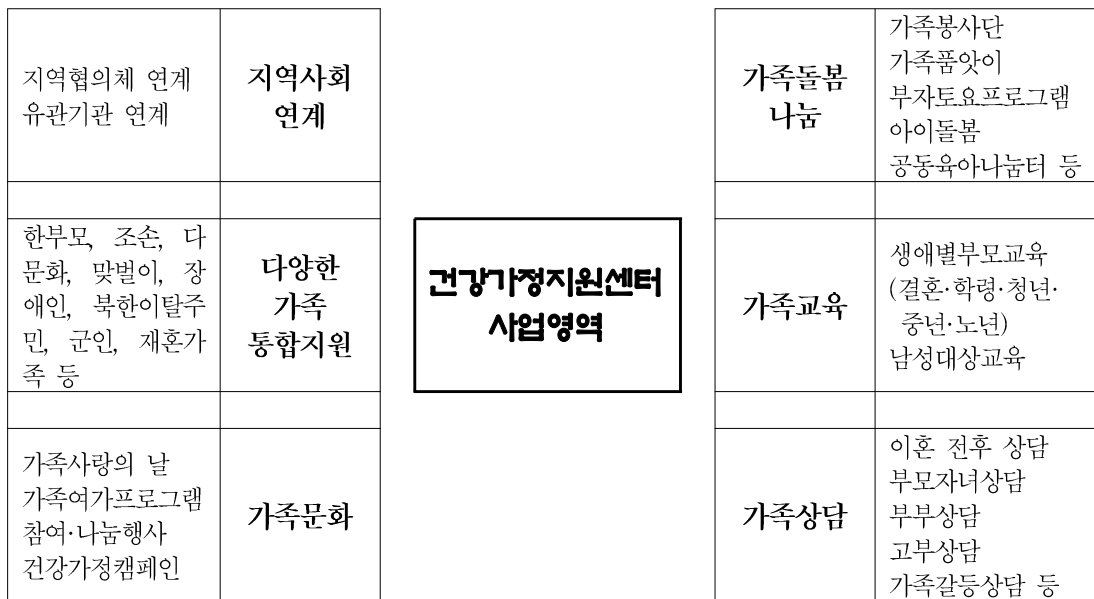 지역협의체 연계
유관기관 연계
지역사회
연계
가족돌봄
나눔
가족봉사단
가족품앗이
부자토요프로그램
아이돌봄
공동육아나눔터 등
한부모, 조손, 다
문화, 맞벌이, 장
애인, 북한이탈주
민, 군인, 재혼가
족 등
다양한
가족
통합지원
건강가정지원센터
사업영역
가족교육
생애별부모교육
(결혼·학령·청년·
중년·노년)
남성대상교육
가족사랑의 날
가족여가프로그램
참여·나눔행사
건강가정캠페인
가족문화
가족상담
이혼 전후 상담
부모자녀상담
부부상담
고부상담
가족갈등상담 등